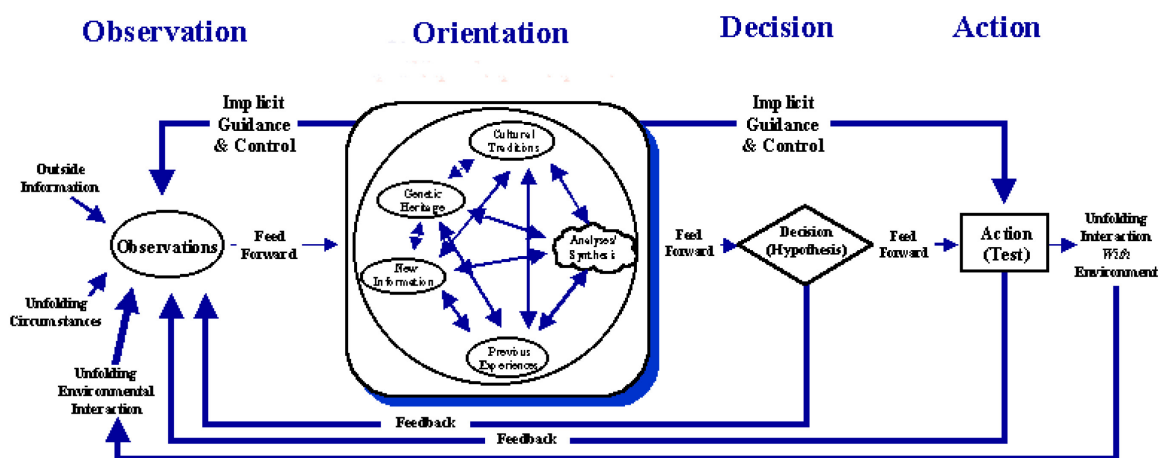 Observation
Orientation
Decision
Action
Implicit
Guidance
& Control
Implicit
Guidance
& Control
Outside
Information
Observations
Unfolding
Circumstances
Unfolding
Environmental
Interaction
Feed
Forward
Cultural
Traditions
Genetic
Heritage
New
Information
Previous
Experiences
Analyses/
Synthesis
Feed
Forward
Decision
(Hypothesis)
Feed
Forward
Action
(Test)
Unfolding
Interaction
With
Environment
Feedback
Feedback